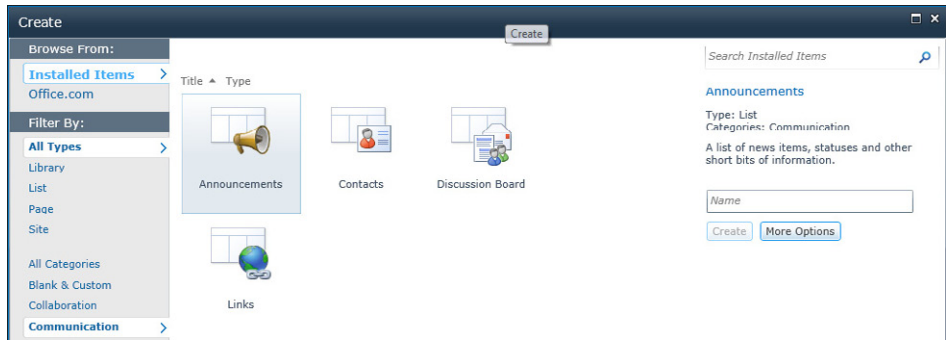 Create
Create
Browse From:
Installed Items
Office.com
Filter By:
All Types
Library
List
Page
Site
All Categories
Blank & Custom
Collaboration
Communication
Title Type
Announcements Contacts Discussion Board
Links
Search Installed Items
Announcements
Type: List
Categories: Communication
A list of news items, statuses and other
short bits of information.
Name
Create More Options